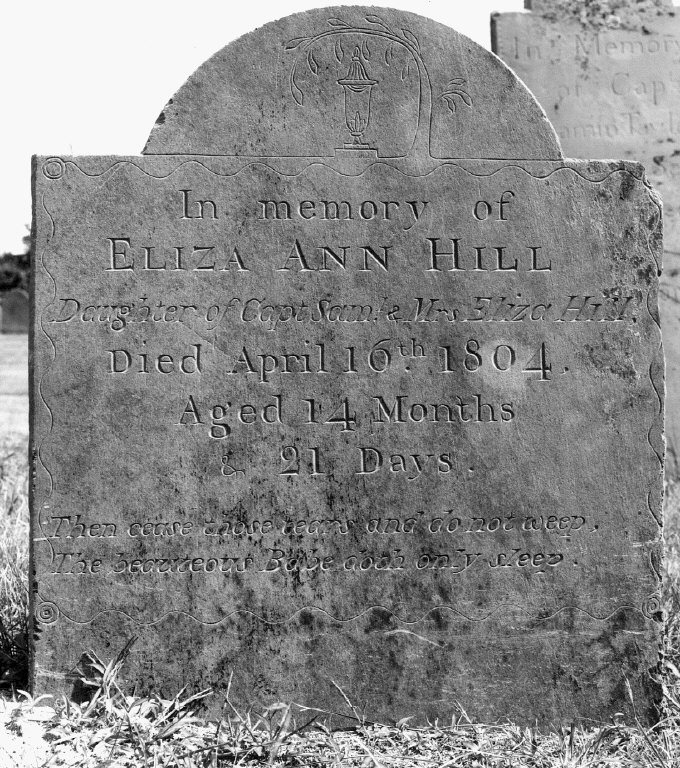 In memory of
ELIZA ANN HILL
Daughter of Capt Saml. & Mrs Eliza Hill.
Died April 16th. 1804.
Aged 14 Months
& 21 Days.
Then cease those tears and do not weep.
The beauteous Babe doth only sleep.
In Memory
of Capt